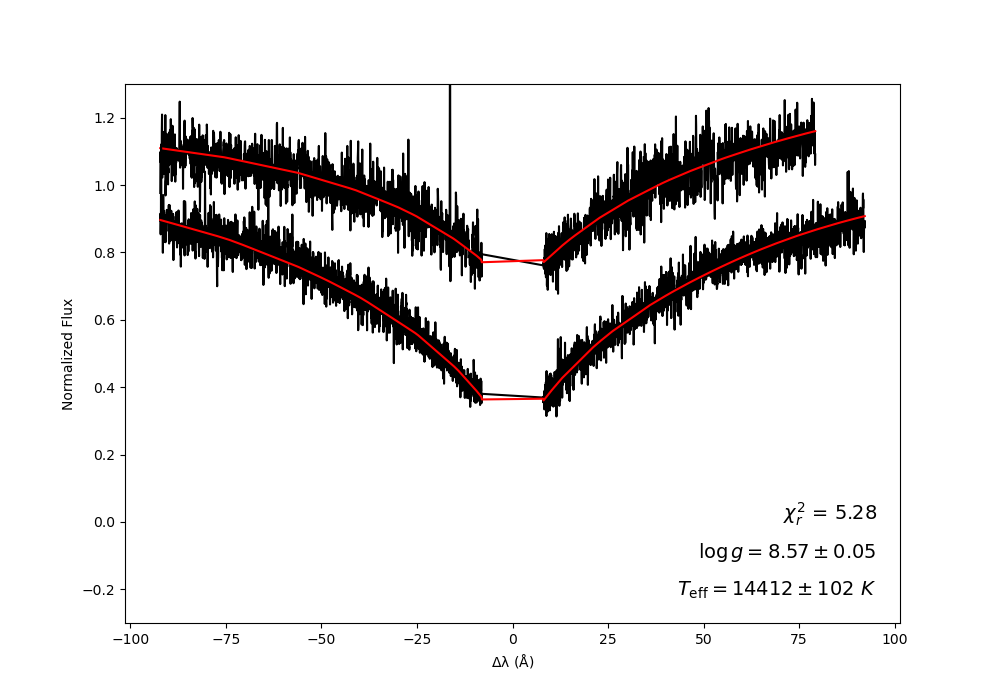 1.2
1.0
0.8
0.6
0.4
0.2
0.0
−0.2
Normalized Flux
χ²ᵣ = 5.28
log g = 8.57 ± 0.05
T_eff = 14412 ± 102 K
−100 −75 −50 −25 0 25 50 75 100
Δλ (Å)